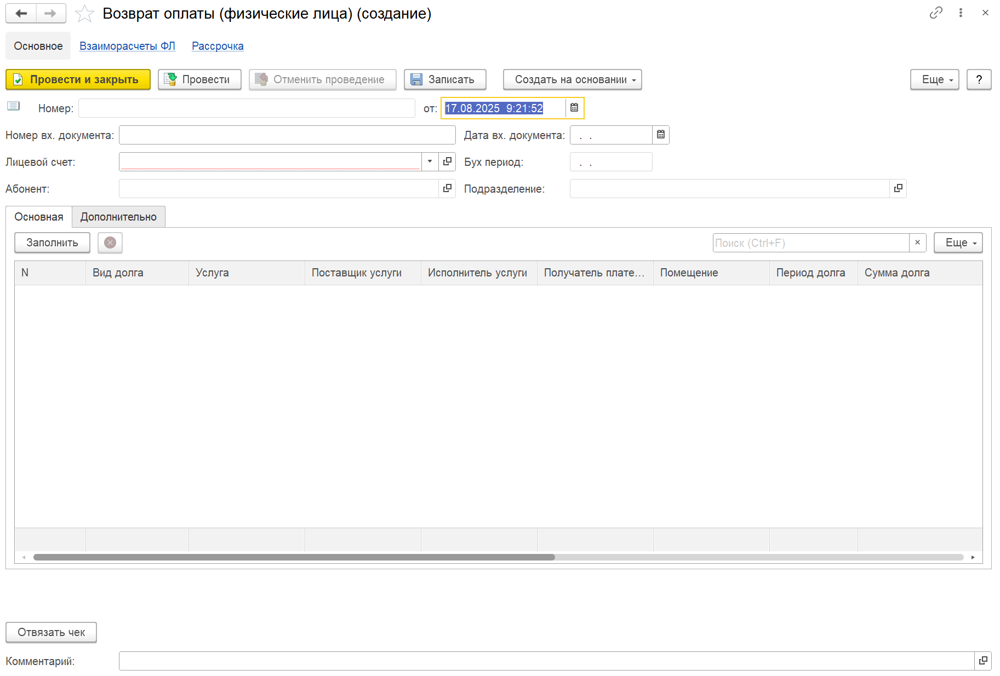 Возврат оплаты (физические лица) (создание)
Основное Взаиморасчеты ФЛ Рассрочка
Провести и закрыть Провести Отменить проведение Записать Создать на основании Еще ?
Номер: от: 17.08.2025 9:21:52
Номер вх. документа: Дата вх. документа: . .
Лицевой счет: Бух период: . .
Абонент: Подразделение:
Основная Дополнительно
Заполнить Поиск (Ctrl+F) × Еще
N Вид долга Услуга Поставщик услуги Исполнитель услуги Получатель плате... Помещение Период долга Сумма долга
Отвязать чек
Комментарий: